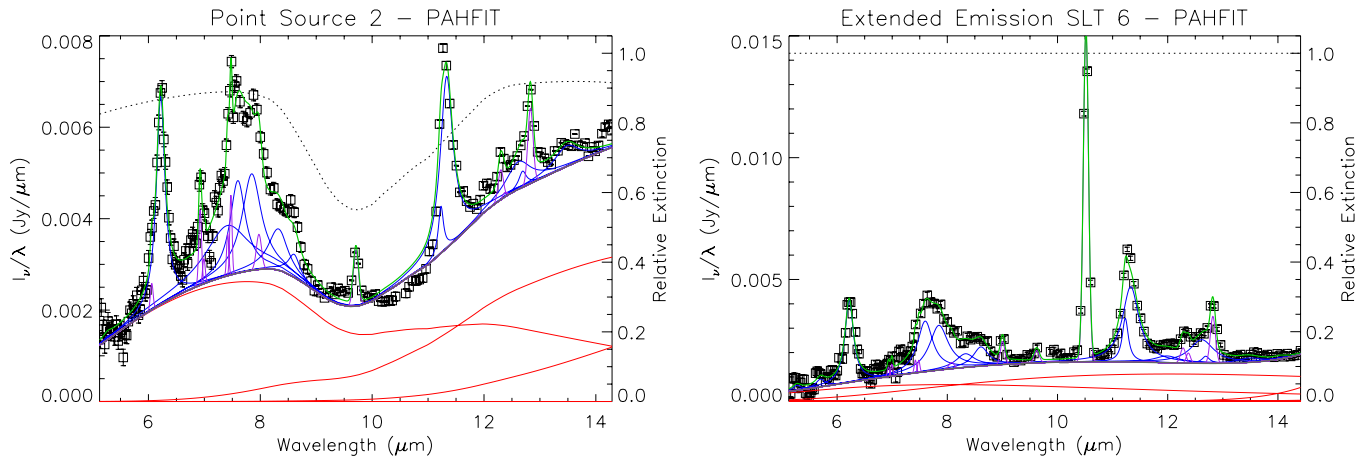 Point Source 2 – PAHFIT
0.008
0.006
0.004
0.002
0.000
I_ν/λ (Jy/μm)
1.0
0.8
0.6
0.4
0.2
0.0
Relative Extinction
6 8 10 12 14
Wavelength (μm)
Extended Emission SLT 6 – PAHFIT
0.015
0.010
0.005
0.000
I_ν/λ (Jy/μm)
1.0
0.8
0.6
0.4
0.2
0.0
Relative Extinction
6 8 10 12 14
Wavelength (μm)